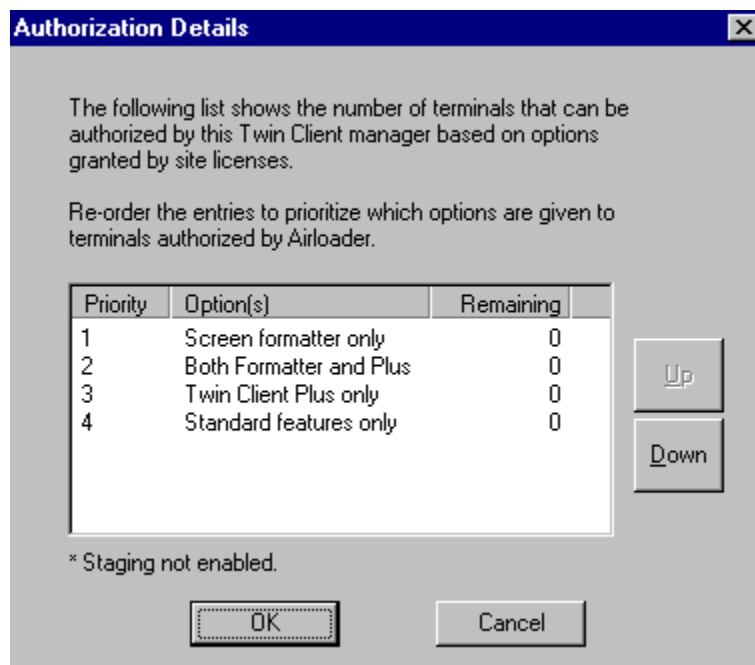 Authorization Details
The following list shows the number of terminals that can be
authorized by this Twin Client manager based on options
granted by site licenses.
Re-order the entries to prioritize which options are given to
terminals authorized by Airloader.
Priority Option(s) Remaining
1 Screen formatter only 0
2 Both Formatter and Plus 0
3 Twin Client Plus only 0
4 Standard features only 0
Up
Down
* Staging not enabled.
OK Cancel